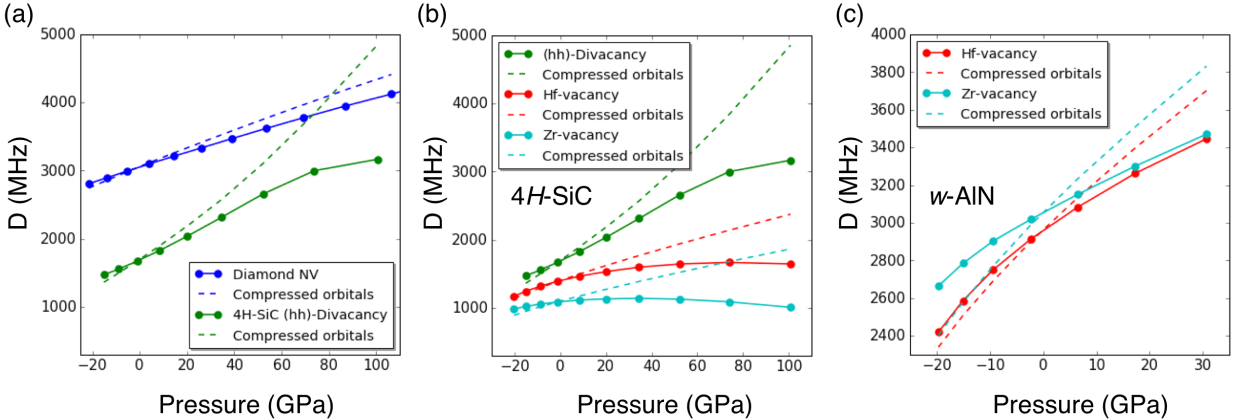 (a)
5000
4000
3000
2000
1000
D (MHz)
Diamond NV
Compressed orbitals
4H-SiC (hh)-Divacancy
Compressed orbitals
−20 0 20 40 60 80 100
Pressure (GPa)
(b)
5000
4000
3000
2000
1000
D (MHz)
(hh)-Divacancy
Compressed orbitals
Hf-vacancy
Compressed orbitals
Zr-vacancy
Compressed orbitals
4H-SiC
−20 0 20 40 60 80 100
Pressure (GPa)
(c)
4000
3800
3600
3400
3200
3000
2800
2600
2400
D (MHz)
Hf-vacancy
Compressed orbitals
Zr-vacancy
Compressed orbitals
w-AlN
−20 −10 0 10 20 30
Pressure (GPa)